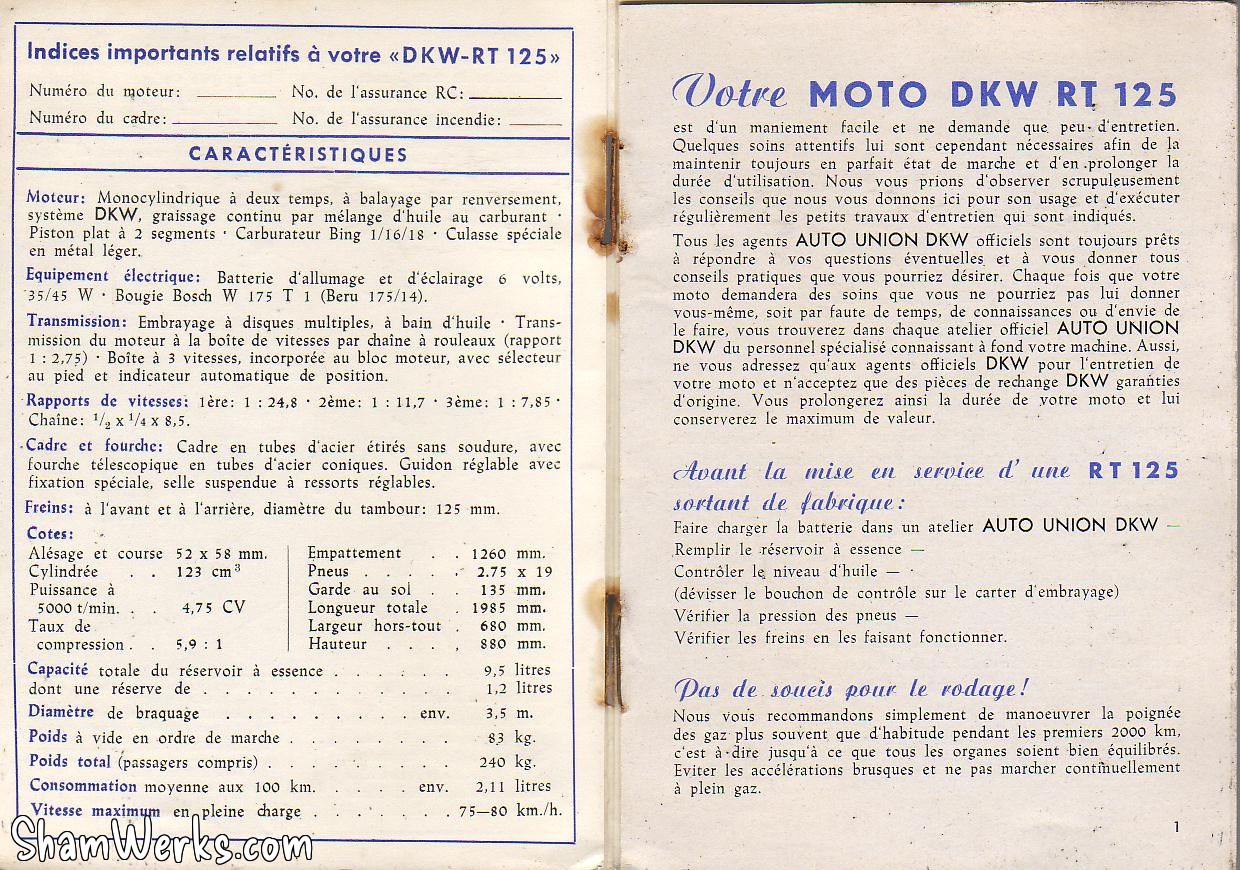 Indices importants relatifs à votre «DKW-RT 125»
Numéro du moteur: No. de l'assurance RC:
Numéro du cadre: No. de l'assurance incendie:
CARACTÉRISTIQUES
Moteur: Monocylindrique à deux temps, à balayage par renversement,
système DKW, graissage continu par mélange d'huile au carburant ·
Piston plat à 2 segments · Carburateur Bing 1/16/18 · Culasse spéciale
en métal léger.
Equipement électrique: Batterie d'allumage et d'éclairage 6 volts,
35/45 W · Bougie Bosch W 175 T 1 (Beru 175/14).
Transmission: Embrayage à disques multiples, à bain d'huile · Trans-
mission du moteur à la boîte de vitesses par chaîne à rouleaux (rapport
1 : 2,75) · Boîte à 3 vitesses, incorporée au bloc moteur, avec sélecteur
au pied et indicateur automatique de position.
Rapports de vitesses: 1ère: 1 : 24,8 · 2ème: 1 : 11,7 · 3ème: 1 : 7,85 ·
Chaîne: 1/2 x 1/4 x 8,5.
Cadre et fourche: Cadre en tubes d'acier étirés sans soudure, avec
fourche télescopique en tubes d'acier coniques. Guidon réglable avec
fixation spéciale, selle suspendue à ressorts réglables.
Freins: à l'avant et à l'arrière, diamètre du tambour: 125 mm.
Cotes:
Alésage et course 52 x 58 mm.
Cylindrée . . 123 cm³
Puissance à
5000 t/min. . . 4,75 CV
Taux de
compression . . 5,9 : 1
Empattement . . 1260 mm.
Pneus . . . . . 2.75 x 19
Garde au sol . . 135 mm.
Longueur totale . 1985 mm.
Largeur hors-tout . 680 mm.
Hauteur . . . . 880 mm.
Capacité totale du réservoir à essence . . . . . . 9,5 litres
dont une réserve de . . . . . . . . . . . . . 1,2 litres
Diamètre de braquage . . . . . . . . . env. 3,5 m.
Poids à vide en ordre de marche . . . . . . . . 83 kg.
Poids total (passagers compris) . . . . . . . . . 240 kg.
Consommation moyenne aux 100 km. . . . . env. 2,11 litres
Vitesse maximum en pleine charge . . . . . . . 75—80 km./h.
ShamWerks.com
Votre MOTO DKW RT 125
est d'un maniement facile et ne demande que peu d'entretien.
Quelques soins attentifs lui sont cependant nécessaires afin de la
maintenir toujours en parfait état de marche et d'en prolonger la
durée d'utilisation. Nous vous prions d'observer scrupuleusement
les conseils que nous vous donnons ici pour son usage et d'exécuter
régulièrement les petits travaux d'entretien qui sont indiqués.
Tous les agents AUTO UNION DKW officiels sont toujours prêts
à répondre à vos questions éventuelles et à vous donner tous
conseils pratiques que vous pourriez désirer. Chaque fois que votre
moto demandera des soins que vous ne pourriez pas lui donner
vous-même, soit par faute de temps, de connaissances ou d'envie de
le faire, vous trouverez dans chaque atelier officiel AUTO UNION
DKW du personnel spécialisé connaissant à fond votre machine. Aussi,
ne vous adressez qu'aux agents officiels DKW pour l'entretien de
votre moto et n'acceptez que des pièces de rechange DKW garanties
d'origine. Vous prolongerez ainsi la durée de votre moto et lui
conserverez le maximum de valeur.
Avant la mise en service d'une RT 125
sortant de fabrique:
Faire charger la batterie dans un atelier AUTO UNION DKW —
Remplir le réservoir à essence —
Contrôler le niveau d'huile —
(dévisser le bouchon de contrôle sur le carter d'embrayage)
Vérifier la pression des pneus —
Vérifier les freins en les faisant fonctionner.
Pas de soucis pour le rodage!
Nous vous recommandons simplement de manoeuvrer la poignée
des gaz plus souvent que d'habitude pendant les premiers 2000 km,
c'est à-dire jusqu'à ce que tous les organes soient bien équilibrés.
Eviter les accélérations brusques et ne pas marcher continuellement
à plein gaz.
1